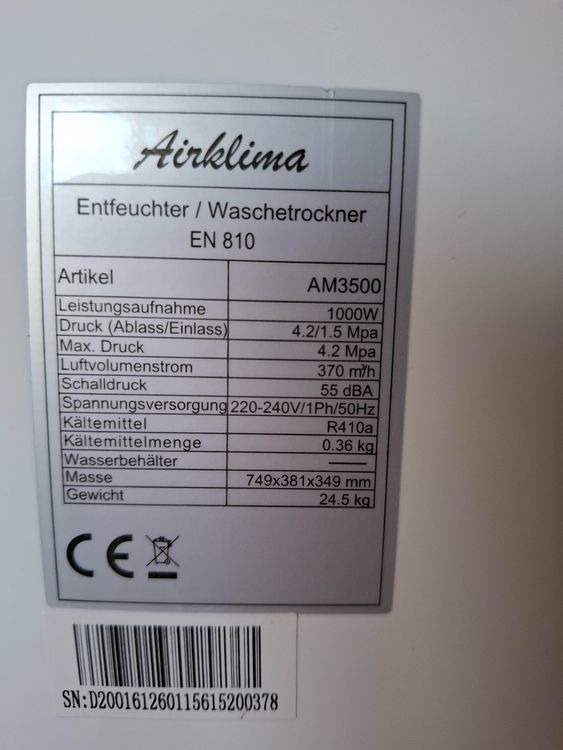 Airklima
Entfeuchter / Waschetrockner
EN 810
Artikel AM3500
Leistungsaufnahme 1000W
Druck (Ablass/Einlass) 4.2/1.5 Mpa
Max. Druck 4.2 Mpa
Luftvolumenstrom 370 m³/h
Schalldruck 55 dBA
Spannungsversorgung 220-240V/1Ph/50Hz
Kältemittel R410a
Kältemittelmenge 0.36 kg
Wasserbehälter ——
Masse 749x381x349 mm
Gewicht 24.5 kg
CE
SN:D200161260115615200378